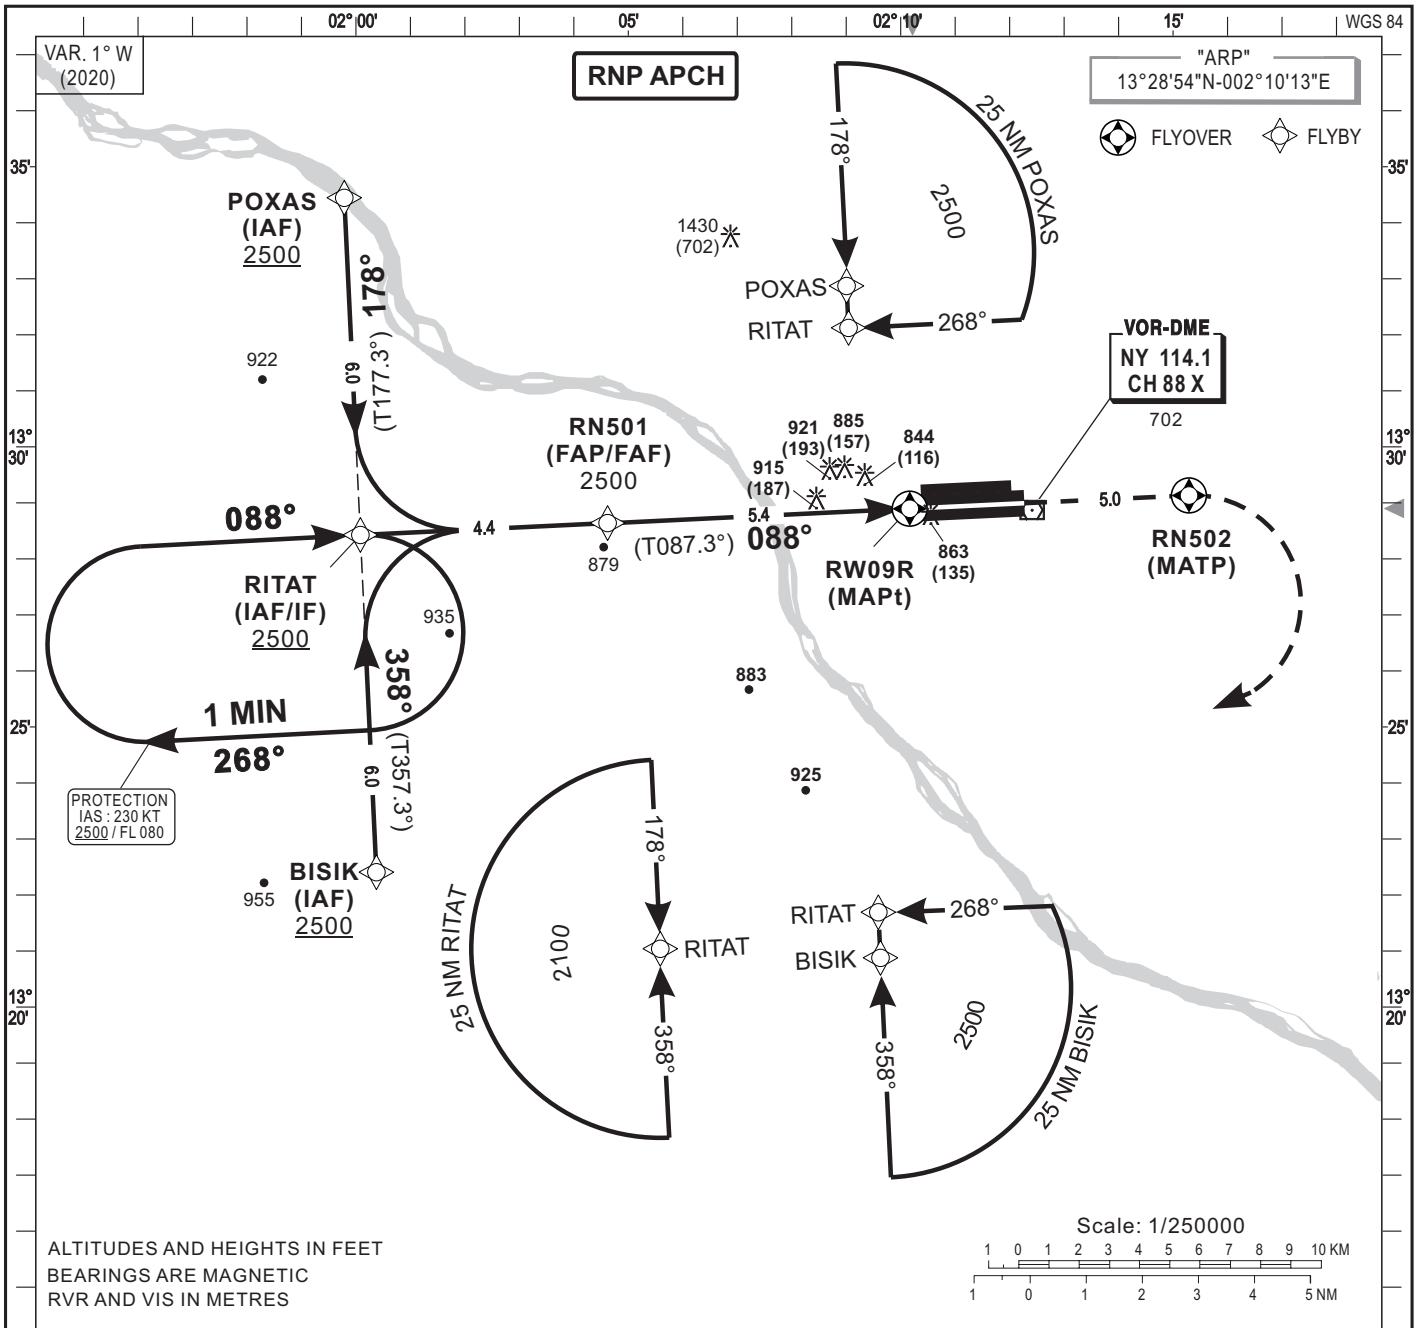 02°00'
05'
02°10'
15'
WGS 84
VAR. 1° W
(2020)
RNP APCH
"ARP"
13°28'54"N-002°10'13"E
FLYOVER
FLYBY
35'
35'
POXAS
(IAF)
2500
178°
6.0
(T177.3°)
1430
(702)
178°
25 NM POXAS
2500
POXAS
RITAT
268°
VOR-DME
NY 114.1
CH 88 X
702
922
13°
30'
13°
30'
RN501
(FAP/FAF)
2500
921
(193)
885
(157)
844
(116)
915
(187)
088°
4.4
5.4
088°
(T087.3°)
5.0
879
RITAT
(IAF/IF)
2500
RW09R
(MAPt)
863
(135)
RN502
(MATP)
935
358°
(T357.3°)
6.0
883
25'
25'
1 MIN
268°
PROTECTION
IAS : 230 KT
2500 / FL 080
925
BISIK
(IAF)
2500
955
178°
25 NM RITAT
2100
RITAT
358°
RITAT
268°
BISIK
2500
358°
25 NM BISIK
13°
20'
13°
20'
ALTITUDES AND HEIGHTS IN FEET
BEARINGS ARE MAGNETIC
RVR AND VIS IN METRES
Scale: 1/250000
1 0 1 2 3 4 5 6 7 8 9 10 KM
1 0 1 2 3 4 5 NM